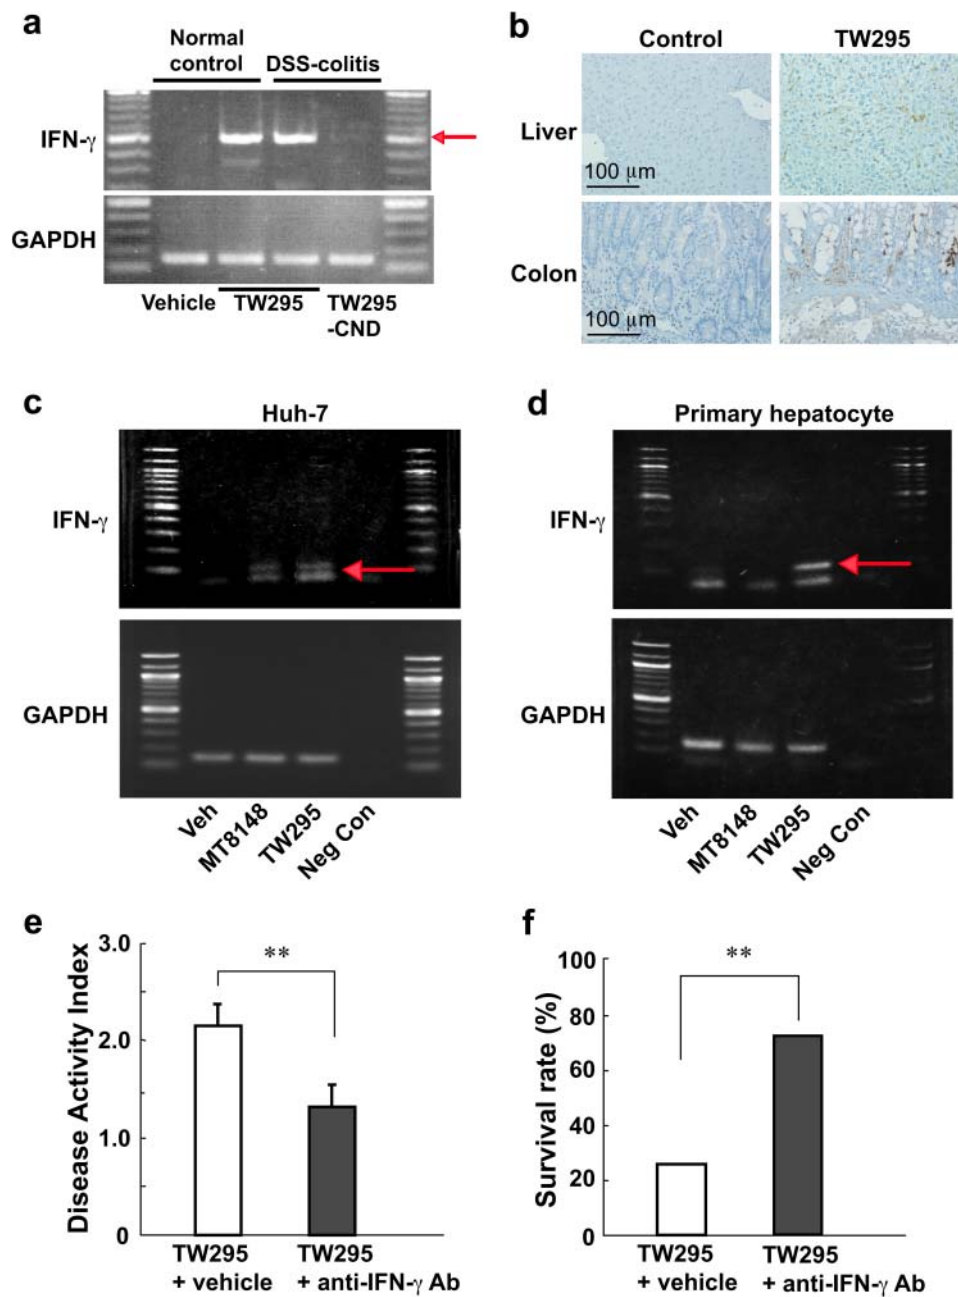 a
Normal
control
DSS-colitis
IFN-γ
GAPDH
Vehicle
TW295
TW295
-CND
b
Control
TW295
Liver
100 μm
Colon
100 μm
c
Huh-7
IFN-γ
GAPDH
Veh
MT8148
TW295
Neg Con
d
Primary hepatocyte
IFN-γ
GAPDH
Veh
MT8148
TW295
Neg Con
e
Disease Activity Index
3.0
2.0
1.0
0
**
TW295
+ vehicle
TW295
+ anti-IFN-γ Ab
f
Survival rate (%)
100
80
60
40
20
0
**
TW295
+ vehicle
TW295
+ anti-IFN-γ Ab